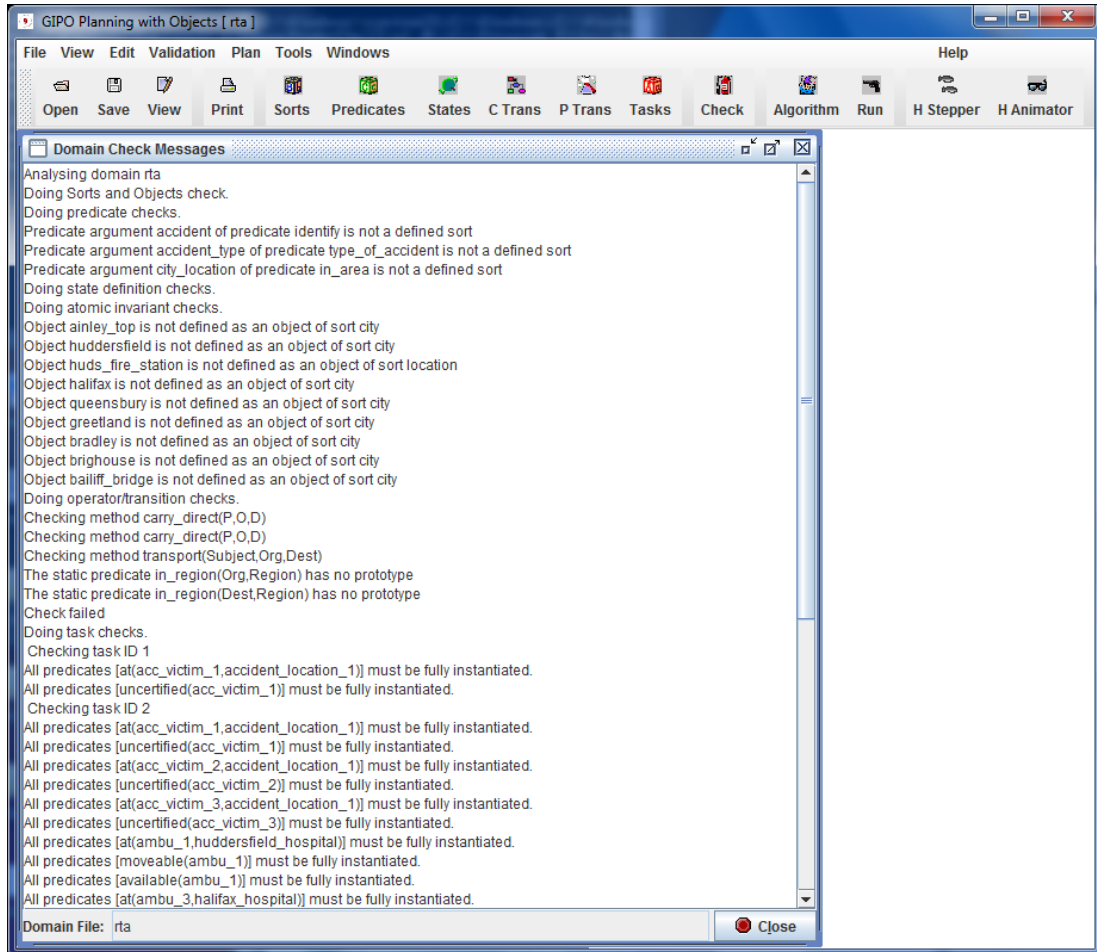 GIPO Planning with Objects [ rta ]
File View Edit Validation Plan Tools Windows Help
Open Save View Print Sorts Predicates States C Trans P Trans Tasks Check Algorithm Run H Stepper H Animator
Domain Check Messages
Analysing domain rta
Doing Sorts and Objects check.
Doing predicate checks.
Predicate argument accident of predicate identify is not a defined sort
Predicate argument accident_type of predicate type_of_accident is not a defined sort
Predicate argument city_location of predicate in_area is not a defined sort
Doing state definition checks.
Doing atomic invariant checks.
Object ainley_top is not defined as an object of sort city
Object huddersfield is not defined as an object of sort city
Object huds_fire_station is not defined as an object of sort location
Object halifax is not defined as an object of sort city
Object queensbury is not defined as an object of sort city
Object greetland is not defined as an object of sort city
Object bradley is not defined as an object of sort city
Object brighouse is not defined as an object of sort city
Object bailiff_bridge is not defined as an object of sort city
Doing operator/transition checks.
Checking method carry_direct(P,O,D)
Checking method carry_direct(P,O,D)
Checking method transport(Subject,Org,Dest)
The static predicate in_region(Org,Region) has no prototype
The static predicate in_region(Dest,Region) has no prototype
Check failed
Doing task checks.
Checking task ID 1
All predicates [at(acc_victim_1,accident_location_1)] must be fully instantiated.
All predicates [uncertified(acc_victim_1)] must be fully instantiated.
Checking task ID 2
All predicates [at(acc_victim_1,accident_location_1)] must be fully instantiated.
All predicates [uncertified(acc_victim_1)] must be fully instantiated.
All predicates [at(acc_victim_2,accident_location_1)] must be fully instantiated.
All predicates [uncertified(acc_victim_2)] must be fully instantiated.
All predicates [at(acc_victim_3,accident_location_1)] must be fully instantiated.
All predicates [uncertified(acc_victim_3)] must be fully instantiated.
All predicates [at(ambu_1,huddersfield_hospital)] must be fully instantiated.
All predicates [moveable(ambu_1)] must be fully instantiated.
All predicates [available(ambu_1)] must be fully instantiated.
All predicates [at(ambu_3,halifax_hospital)] must be fully instantiated.
Domain File: rta Close